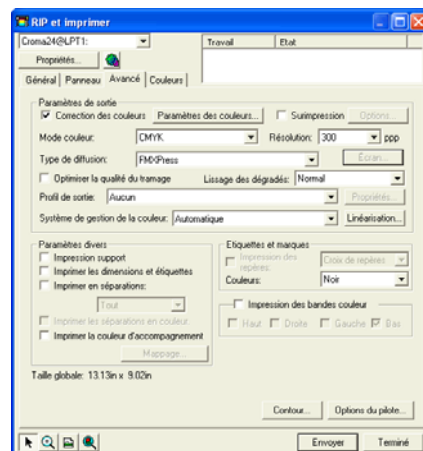 RIP et imprimer
Croma24@LPT1:
Travail Etat
Propriétés...
Général Panneau Avancé Couleurs
Paramètres de sortie
Correction des couleurs Paramètres des couleurs... Surimpression Options...
Mode couleur: CMYK Résolution: 300 ppp
Type de diffusion: FMXPress Écran...
Optimiser la qualité du tramage Lissage des dégradés: Normal
Profil de sortie: Aucun Propriétés...
Système de gestion de la couleur: Automatique Linéarisation...
Paramètres divers Etiquettes et marques
Impression support Impression des repères: Croix de repères
Imprimer les dimensions et étiquettes
Imprimer en séparations: Couleurs: Noir
Tout Impression des bandes couleur
Imprimer les séparations en couleur Haut Droite Gauche Bas
Imprimer la couleur d'accompagnement
Mappage...
Taille globale: 13.13in x 9.02in
Contour... Options du pilote...
Envoyer Terminé